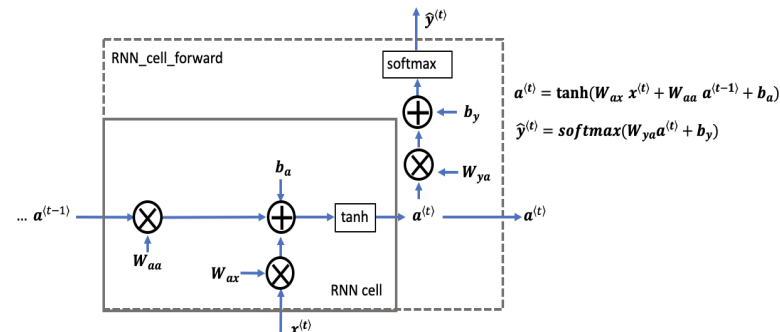 ŷ⟨t⟩
RNN_cell_forward
softmax
a⟨t⟩ = tanh(Wax x⟨t⟩ + Waa a⟨t−1⟩ + ba)
by
ŷ⟨t⟩ = softmax(Wya a⟨t⟩ + by)
ba
Wya
... a⟨t−1⟩
tanh
a⟨t⟩
a⟨t⟩
Waa
Wax
RNN cell
x⟨t⟩